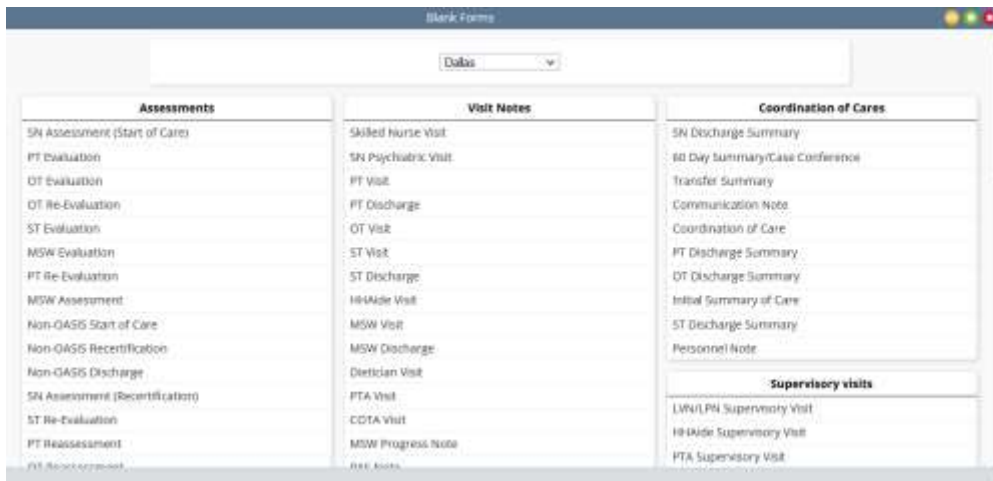 Blank Forms
Dallas
Assessments
SN Assessment (Start of Care)
PT Evaluation
OT Evaluation
OT Re-Evaluation
ST Evaluation
MSW Evaluation
PT Re-Evaluation
MSW Assessment
Non-OASIS Start of Care
Non-OASIS Recertification
Non-OASIS Discharge
SN Assessment (Recertification)
ST Re-Evaluation
PT Reassessment
OT Reassessment
Visit Notes
Skilled Nurse Visit
SN Psychiatric Visit
PT Visit
PT Discharge
OT Visit
ST Visit
ST Discharge
HHAide Visit
MSW Visit
MSW Discharge
Dietician Visit
PTA Visit
COTA Visit
MSW Progress Note
PAS Note
Coordination of Cares
SN Discharge Summary
60 Day Summary/Case Conference
Transfer Summary
Communication Note
Coordination of Care
PT Discharge Summary
OT Discharge Summary
Initial Summary of Care
ST Discharge Summary
Personnel Note
Supervisory visits
LVN/LPN Supervisory Visit
HHAide Supervisory Visit
PTA Supervisory Visit